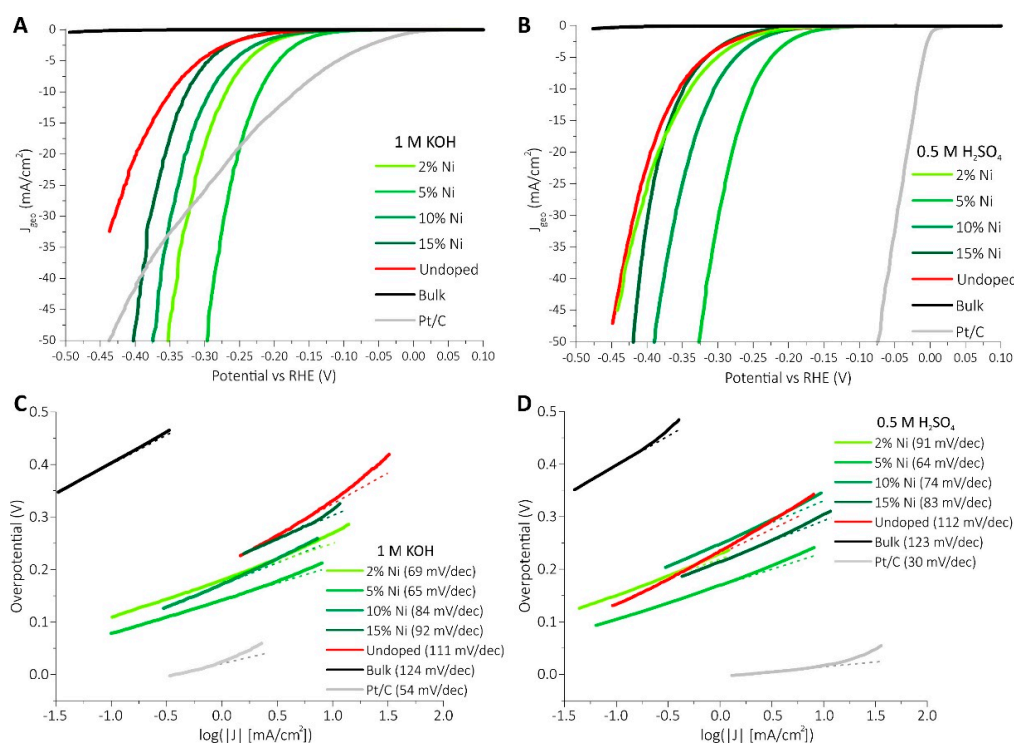 A
0
-5
-10
-15
-20
-25
-30
-35
-40
-45
-50
J_geo (mA/cm²)
1 M KOH
2% Ni
5% Ni
10% Ni
15% Ni
Undoped
Bulk
Pt/C
-0.50 -0.45 -0.40 -0.35 -0.30 -0.25 -0.20 -0.15 -0.10 -0.05 0.00 0.05 0.10
Potential vs RHE (V)
B
0
-5
-10
-15
-20
-25
-30
-35
-40
-45
-50
J_geo (mA/cm²)
0.5 M H₂SO₄
2% Ni
5% Ni
10% Ni
15% Ni
Undoped
Bulk
Pt/C
-0.50 -0.45 -0.40 -0.35 -0.30 -0.25 -0.20 -0.15 -0.10 -0.05 0.00 0.05 0.10
Potential vs RHE (V)
C
0.5
0.4
0.3
0.2
0.1
0.0
Overpotential (V)
1 M KOH
2% Ni (69 mV/dec)
5% Ni (65 mV/dec)
10% Ni (84 mV/dec)
15% Ni (92 mV/dec)
Undoped (111 mV/dec)
Bulk (124 mV/dec)
Pt/C (54 mV/dec)
-1.5 -1.0 -0.5 0.0 0.5 1.0 1.5 2.0
log(|J| [mA/cm²])
D
0.5
0.4
0.3
0.2
0.1
0.0
Overpotential (V)
0.5 M H₂SO₄
2% Ni (91 mV/dec)
5% Ni (64 mV/dec)
10% Ni (74 mV/dec)
15% Ni (83 mV/dec)
Undoped (112 mV/dec)
Bulk (123 mV/dec)
Pt/C (30 mV/dec)
-1.5 -1.0 -0.5 0.0 0.5 1.0 1.5 2.0
log(|J| [mA/cm²])